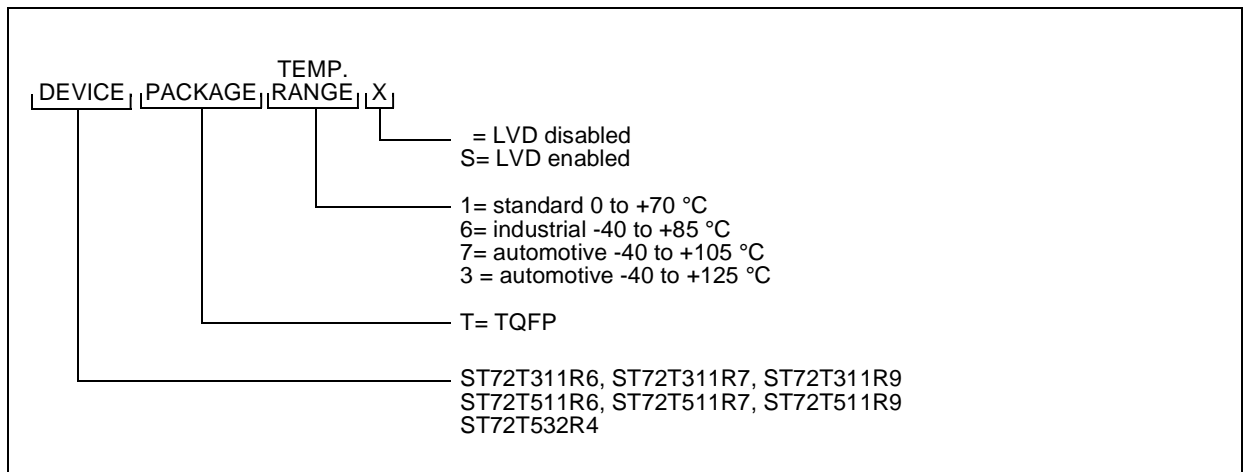 TEMP.
DEVICE PACKAGE RANGE X
= LVD disabled
S= LVD enabled
1= standard 0 to +70 °C
6= industrial -40 to +85 °C
7= automotive -40 to +105 °C
3 = automotive -40 to +125 °C
T= TQFP
ST72T311R6, ST72T311R7, ST72T311R9
ST72T511R6, ST72T511R7, ST72T511R9
ST72T532R4